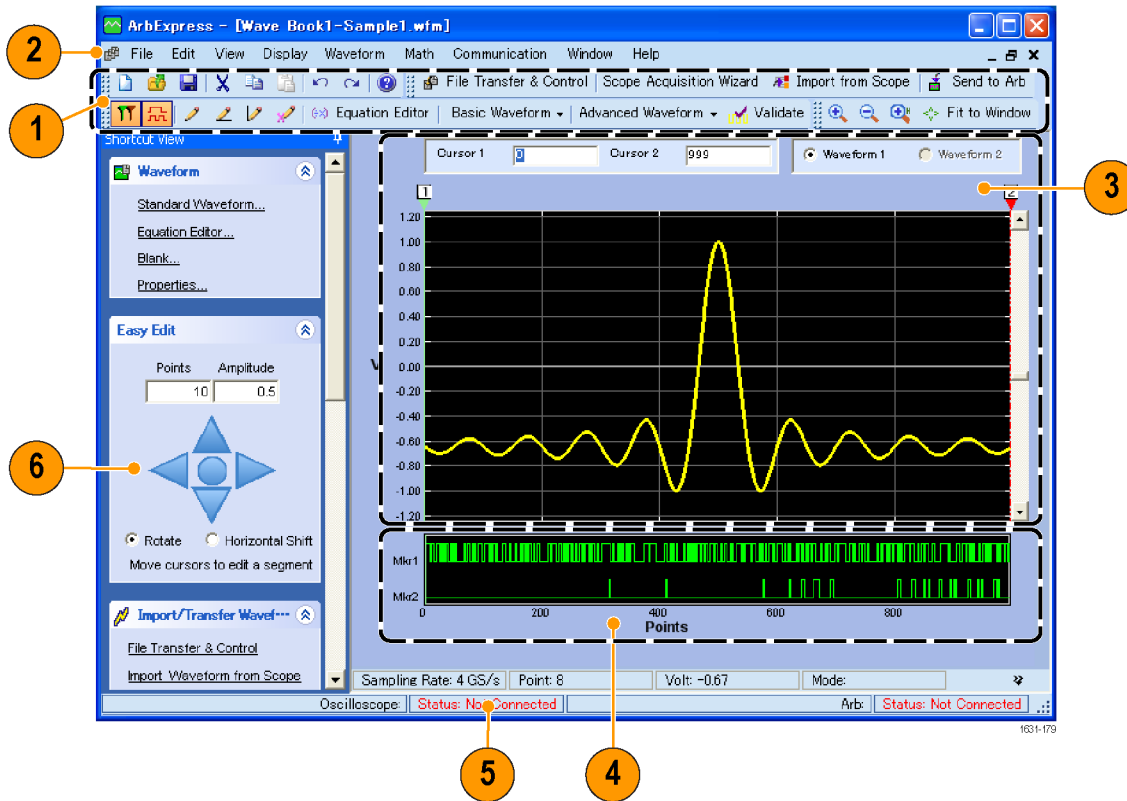 ArbExpress - [Wave Book1-Sample1.wfm]
2
File Edit View Display Waveform Math Communication Window Help
File Transfer & Control Scope Acquisition Wizard Import from Scope Send to Arb
1
Equation Editor Basic Waveform Advanced Waveform Validate Fit to Window
Shortcut View
Cursor 1 0 Cursor 2 999 Waveform 1 Waveform 2
3
Waveform
Standard Waveform...
Equation Editor...
Blank...
Properties...
1 2
1.20
1.00
0.80
0.60
0.40
0.20
0.00
-0.20
-0.40
-0.60
-0.80
-1.00
-1.20
V
Easy Edit
Points Amplitude
10 0.5
6
Rotate Horizontal Shift
Move cursors to edit a segment
Mkr1
Mkr2
0 200 400 600 800
Points
Import/Transfer Wavef···
File Transfer & Control
Import Waveform from Scope
Sampling Rate: 4 GS/s Point: 8 Volt: -0.67 Mode:
Oscilloscope: Status: Not Connected Arb: Status: Not Connected
1631-179
5
4